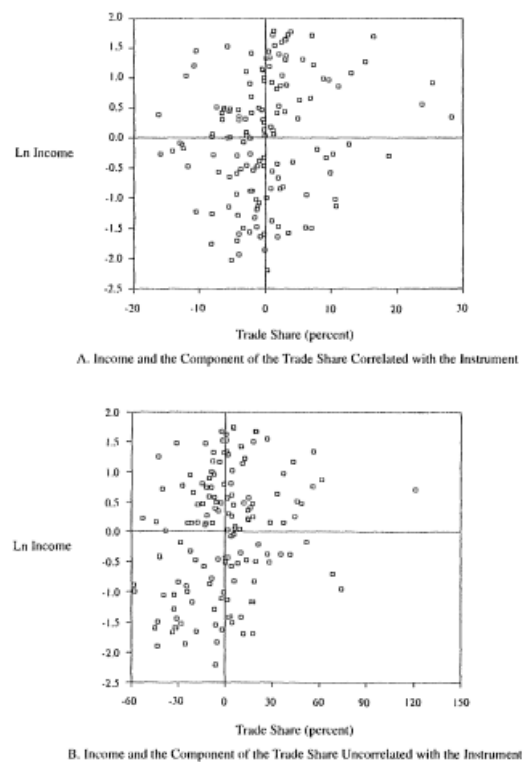 2.0
1.5
1.0
0.5
0.0
-0.5
-1.0
-1.5
-2.0
-2.5
Ln Income
-20 -10 0 10 20 30
Trade Share (percent)
A. Income and the Component of the Trade Share Correlated with the Instrument
2.0
1.5
1.0
0.5
0.0
-0.5
-1.0
-1.5
-2.0
-2.5
Ln Income
-60 -30 0 30 60 90 120 150
Trade Share (percent)
B. Income and the Component of the Trade Share Uncorrelated with the Instrument